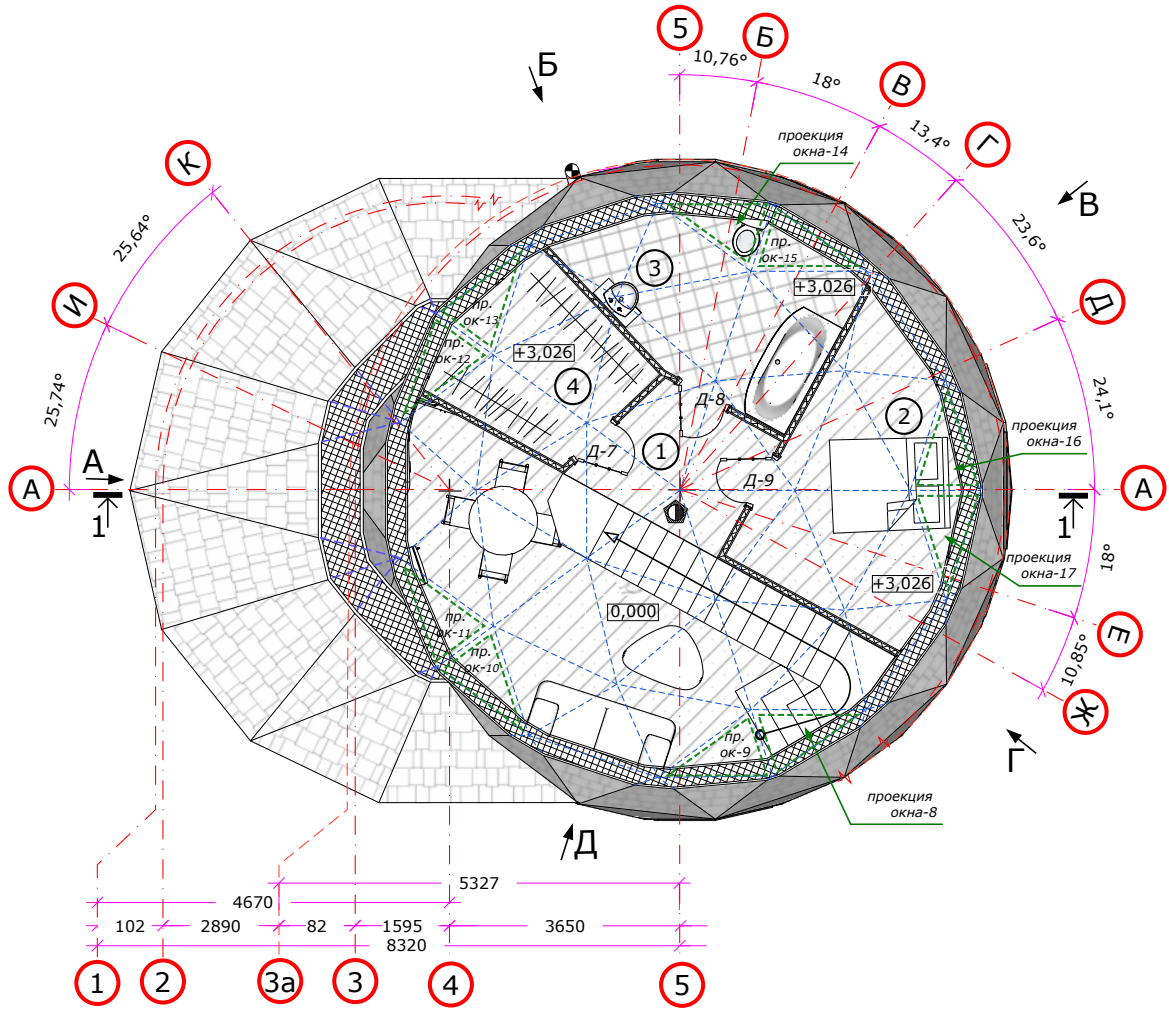 5
Б
10,76°
18°
В
13,4°
Г
Б
проекция
окна-14
К
25,64°
В
23,6°
3
пр.
ок-15
+3,026
И
Д
пр.
ок-13
пр.
ок-12
+3,026
4
Д-8
2
24,1°
25,74°
1
Д-7
Д-9
проекция
окна-16
А
А
1
А
1
проекция
окна-17
18°
+3,026
0,000
пр.
ок-11
пр.
ок-10
Е
10,85°
Ж
пр.
ок-9
Г
проекция
окна-8
Д
5327
4670
102
2890
82
1595
3650
8320
1
2
3а
3
4
5